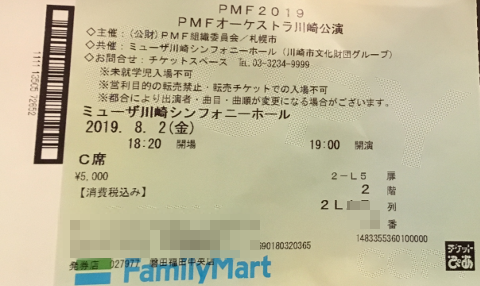 PMF2019
PMFオーケストラ川崎公演
◇主催：（公財）PMF組織委員会／札幌市
◇共催：ミューザ川崎シンフォニーホール（川崎市文化財団グループ）
◇お問合せ：チケットスペース TEL.03-3234-9999
※未就学児入場不可
※営利目的の転売禁止・転売チケットでの入場不可
※都合により出演者・曲目・曲順が変更になる場合がございます。
ミューザ川崎シンフォニーホール
2019. 8. 2(金)
18:20 開場 19:00 開演
C席
¥5,000 2-L5 扉
【消費税込み】 2 階
2L 列
番
690180320365 1483355360100000
発券店 027977
FamilyMart
チケットぴあ